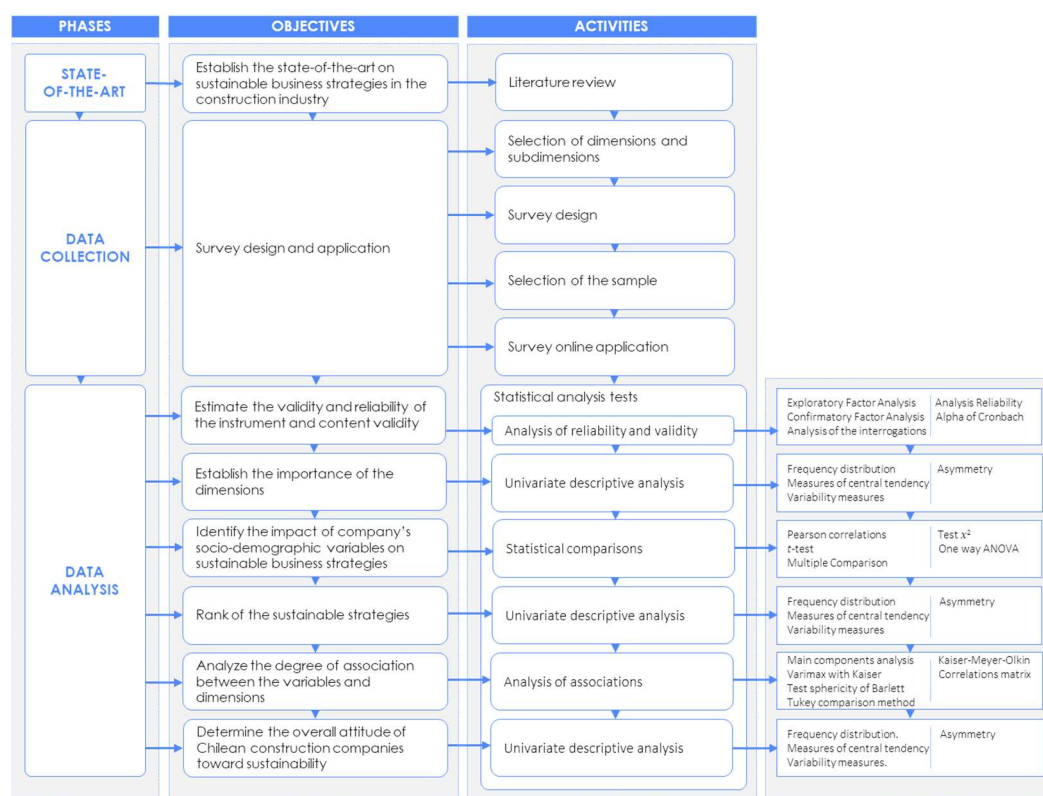 PHASES
OBJECTIVES
ACTIVITIES
STATE-
OF-THE-ART
Establish the state-of-the-art on
sustainable business strategies in the
construction industry
Literature review
DATA
COLLECTION
Survey design and application
Selection of dimensions and
subdimensions
Survey design
Selection of the sample
Survey online application
DATA
ANALYSIS
Statistical analysis tests
Estimate the validity and reliability of
the instrument and content validity
Analysis of reliability and validity
Exploratory Factor Analysis
Confirmatory Factor Analysis
Analysis of the interrogations
Analysis Reliability
Alpha of Cronbach
Establish the importance of the
dimensions
Univariate descriptive analysis
Frequency distribution
Measures of central tendency
Variability measures
Asymmetry
Identify the impact of company's
socio-demographic variables on
sustainable business strategies
Statistical comparisons
Pearson correlations
t-test
Multiple Comparison
Test x²
One way ANOVA
Rank of the sustainable strategies
Univariate descriptive analysis
Frequency distribution
Measures of central tendency
Variability measures
Asymmetry
Analyze the degree of association
between the variables and
dimensions
Analysis of associations
Main components analysis
Varimax with Kaiser
Test sphericity of Barlett
Tukey comparison method
Kaiser-Meyer-Olkin
Correlations matrix
Determine the overall attitude of
Chilean construction companies
toward sustainability
Univariate descriptive analysis
Frequency distribution.
Measures of central tendency
Variability measures.
Asymmetry